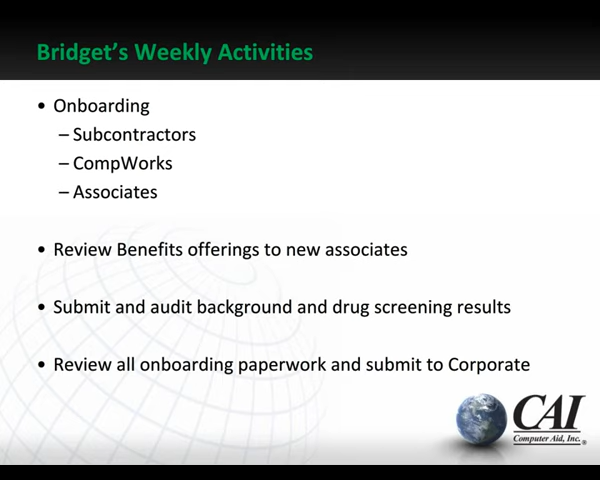 Bridget’s Weekly Activities
• Onboarding
– Subcontractors
– CompWorks
– Associates
• Review Benefits offerings to new associates
• Submit and audit background and drug screening results
• Review all onboarding paperwork and submit to Corporate
CAI
Computer Aid, Inc.®